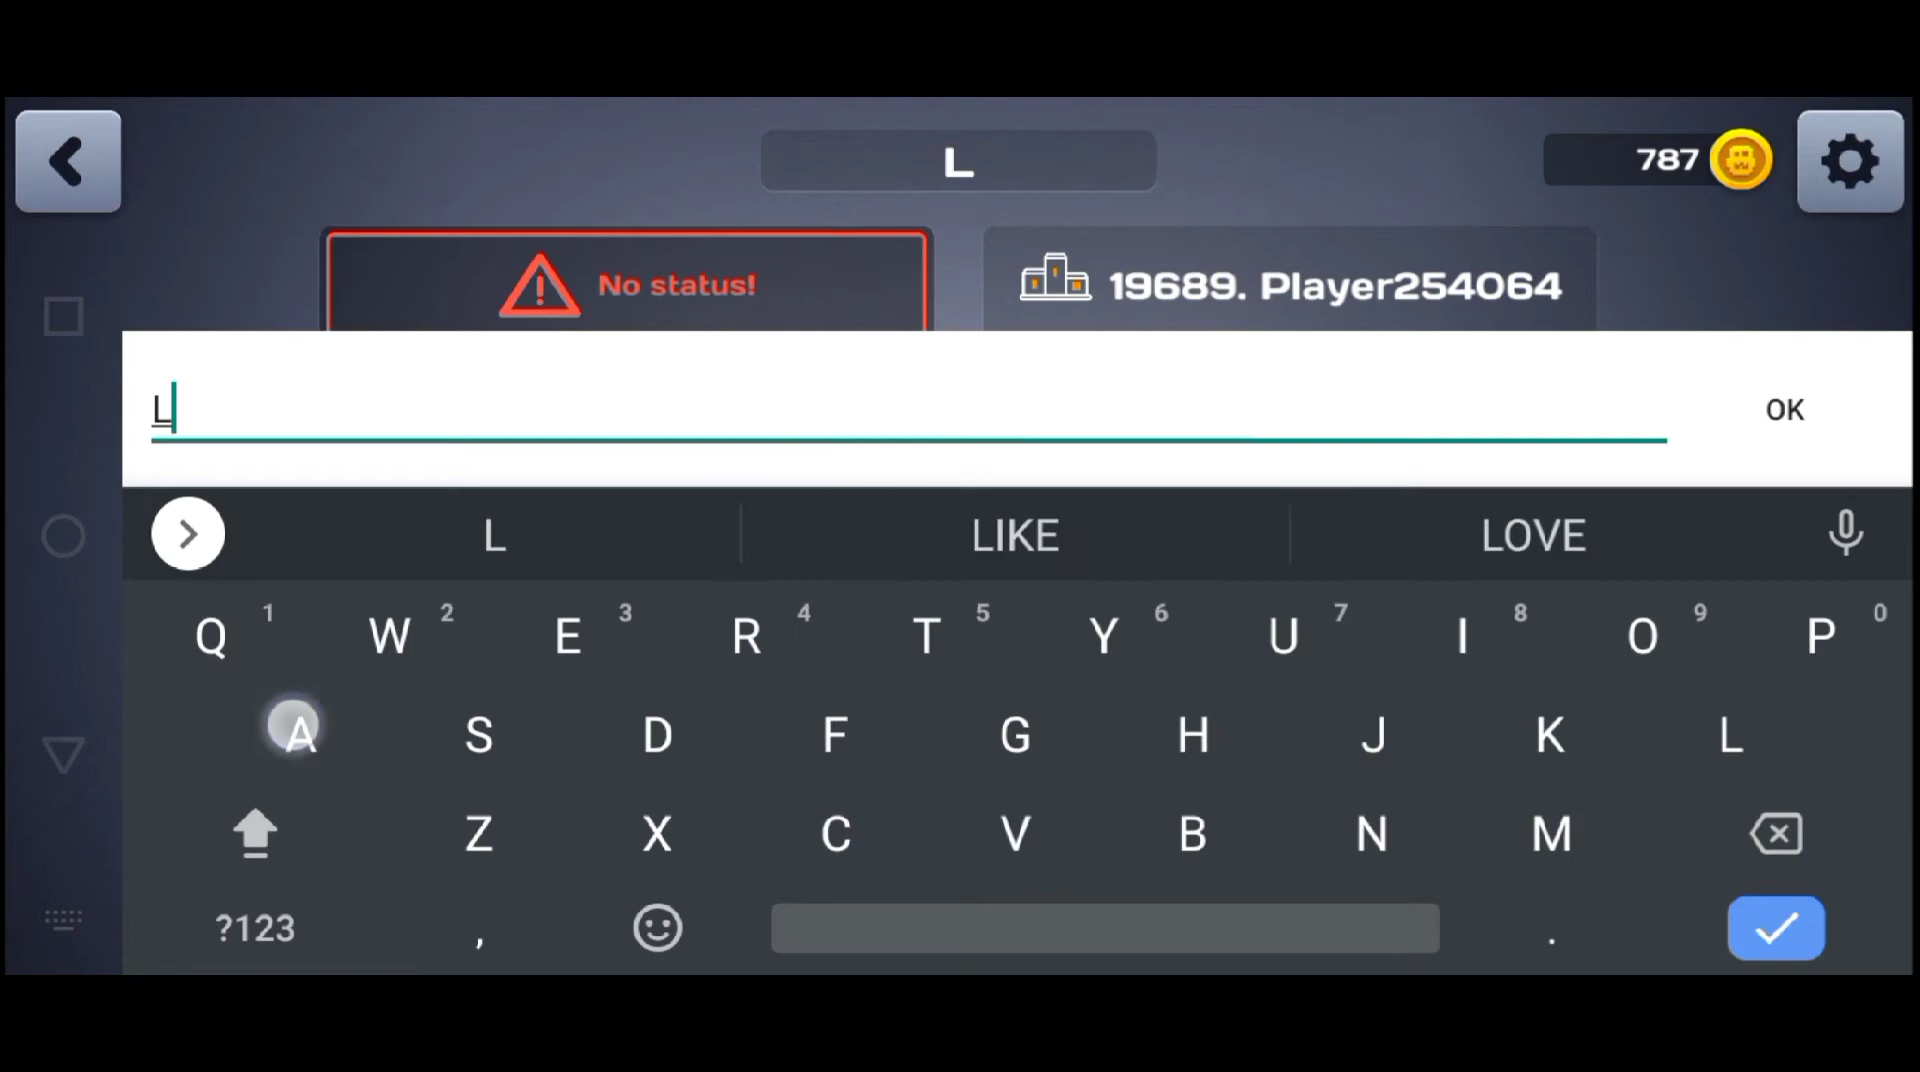 L
787
No status!
19689. Player254064
L
OK
L LIKE LOVE
Q 1 W 2 E 3 R 4 T 5 Y 6 U 7 I 8 O 9 P 0
A S D F G H J K L
Z X C V B N M
?123 , .